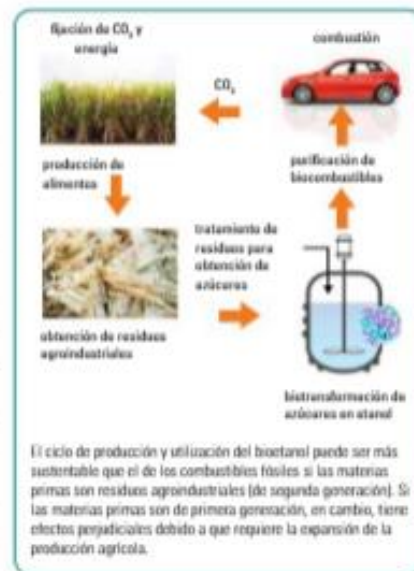 fijación de CO₂ y
energía
combustión
CO₂
producción de
alimentos
purificación de
biocombustibles
tratamiento de
residuos para
obtención de
azúcares
obtención de residuos
agroindustriales
biotransformación de
azúcares en etanol
El ciclo de producción y utilización del bioetanol puede ser más
sustentable que el de los combustibles fósiles si las materias
primas son residuos agroindustriales (de segunda generación). Si
las materias primas son de primera generación, en cambio, tiene
efectos perjudiciales debido a que requiere la expansión de la
producción agrícola.